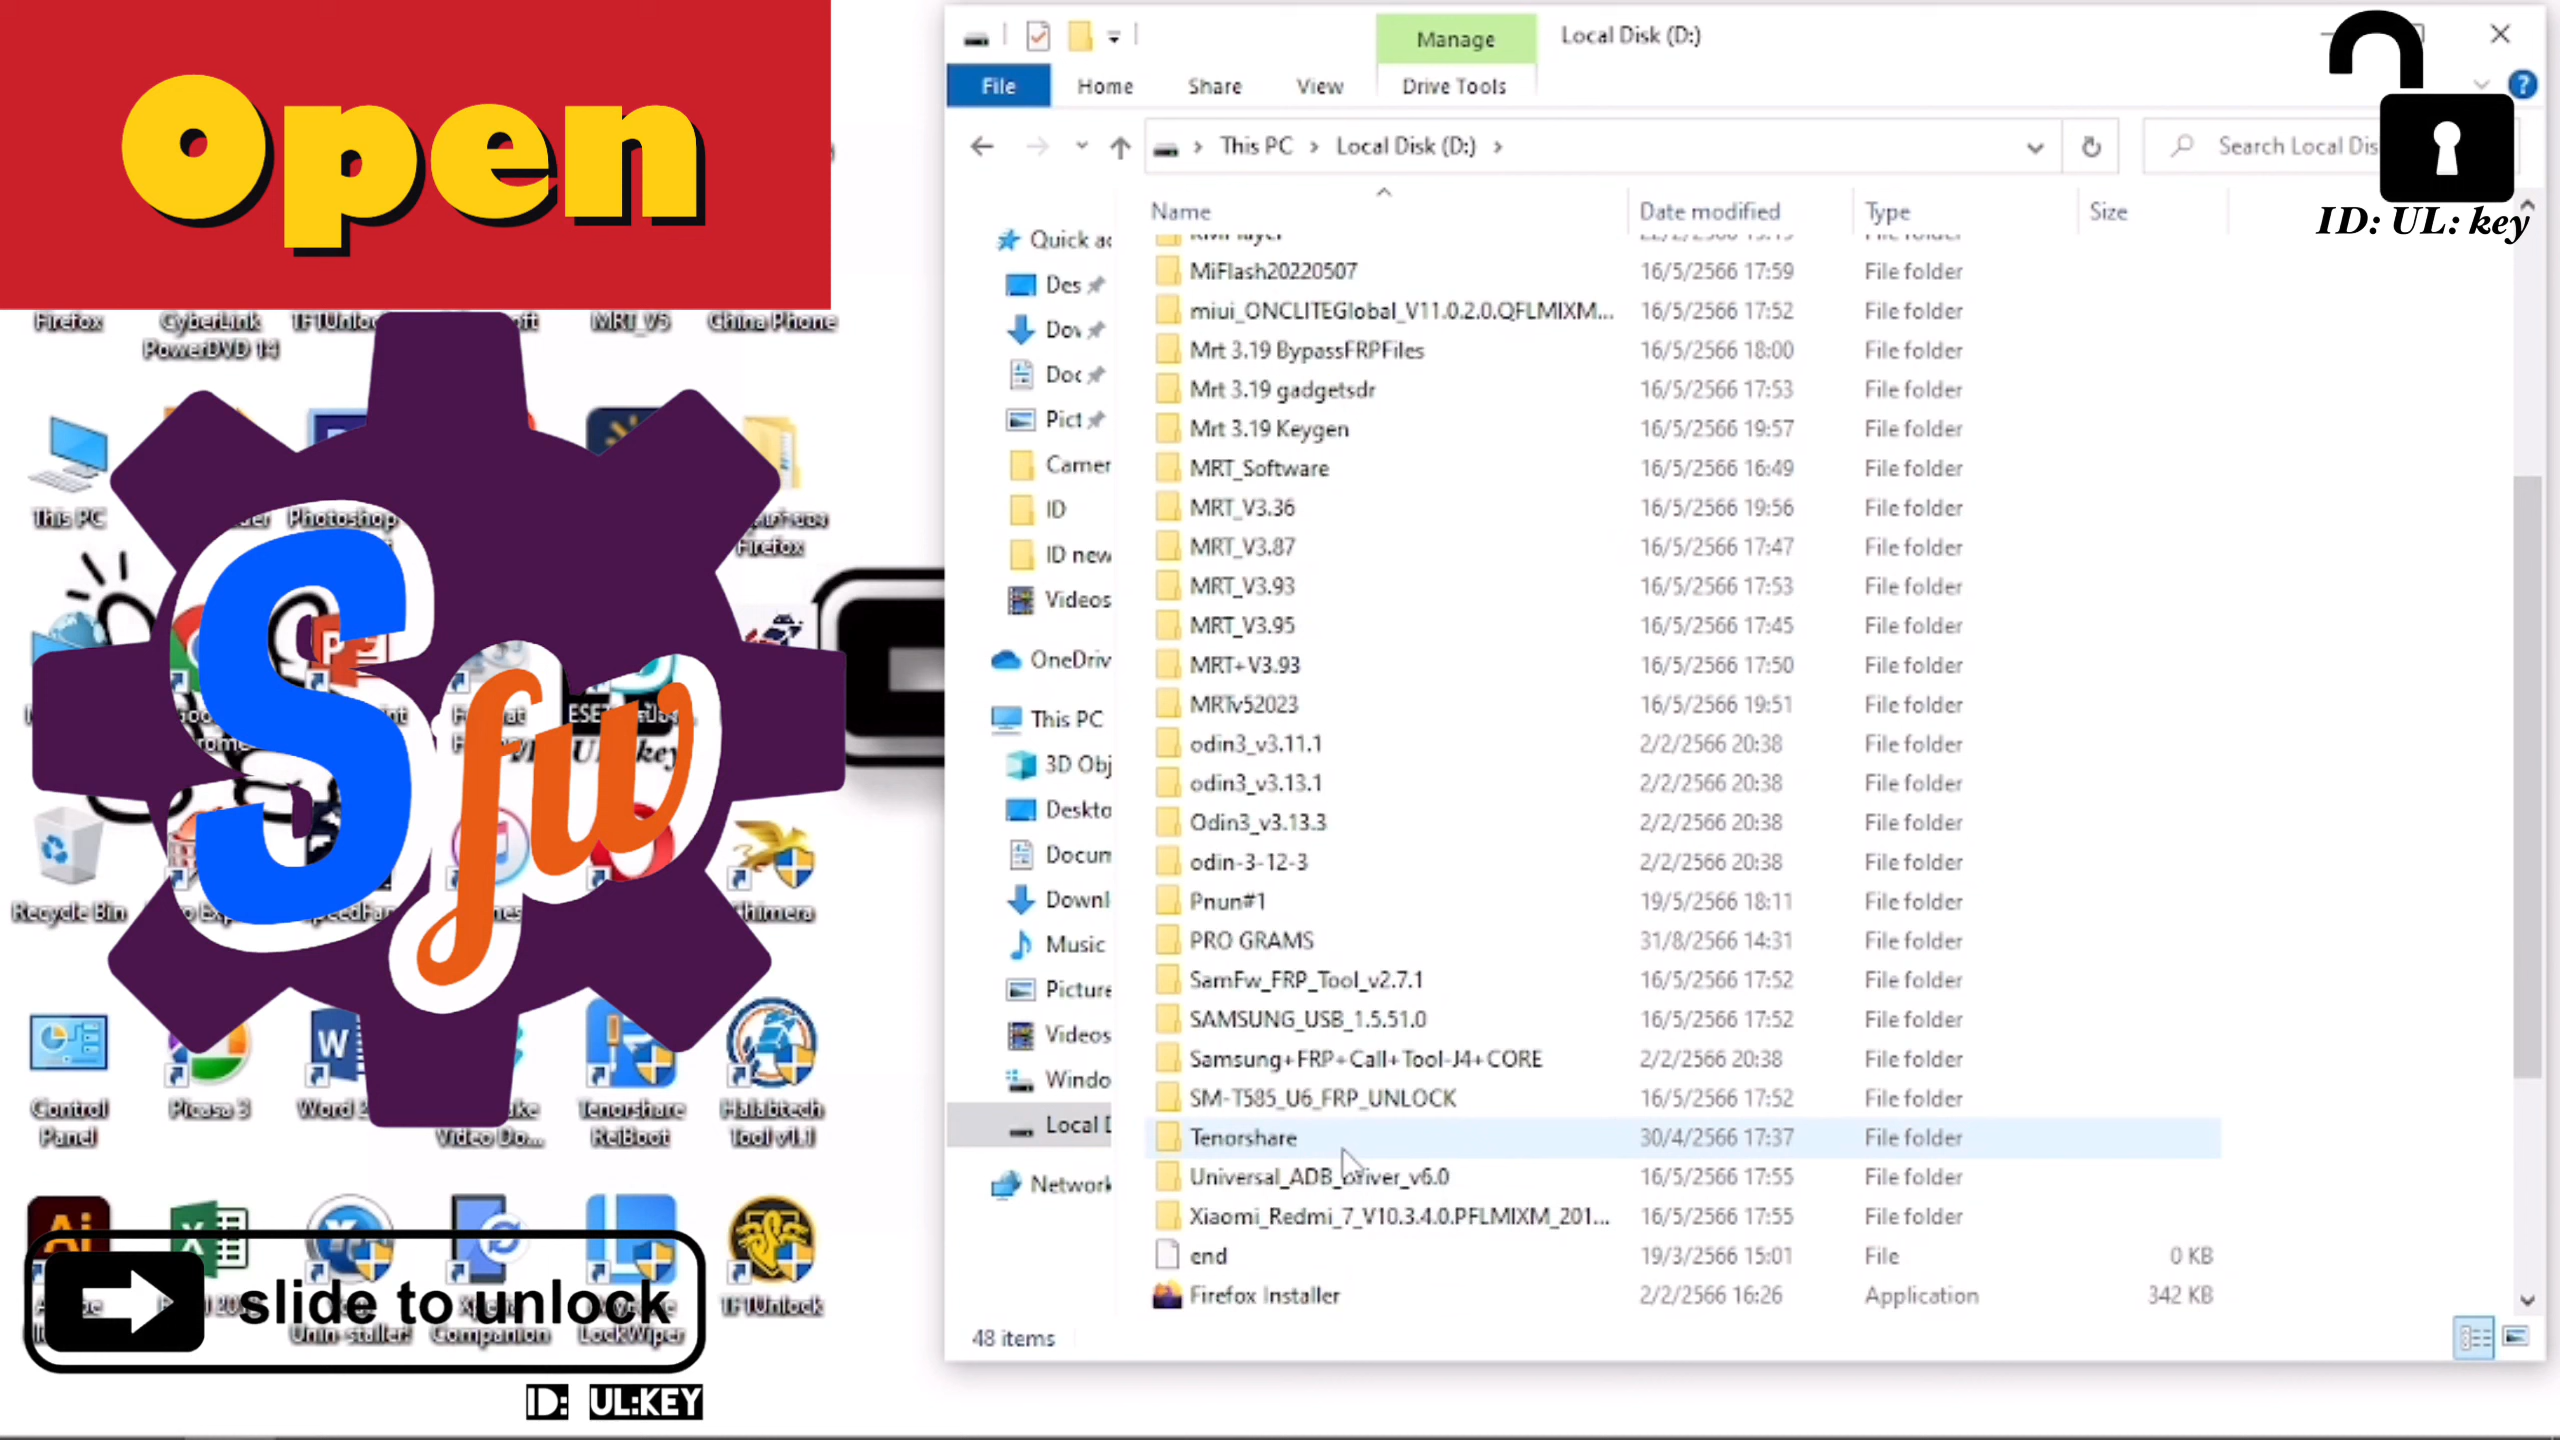 Open
Firefox
CyberLink
PowerDVD 14
MRT_V5
China Phone
This PC
Photoshop
Firefox
Sfw
Recycle Bin
Chimera
Control
Panel
Picasa 3
Word
Video Do...
Tenorshare
ReiBoot
Halabtech
Tool v1.1
slide to unlock
Unin-staller
Companion
LockWiper
TFTUnlock
ID: UL:KEY
Manage
Local Disk (D:)
File
Home
Share
View
Drive Tools
This PC > Local Disk (D:) >
Search Local Dis
ID: UL: key
Name
Date modified
Type
Size
Quick ac
Des
Dov
Doc
Pict
Camer
ID
ID new
Videos
OneDriv
This PC
3D Obj
Deskto
Docum
Downl
Music
Picture
Videos
Windo
Local D
Network
MiFlash20220507 16/5/2566 17:59 File folder
miui_ONCLITEGlobal_V11.0.2.0.QFLMIXM... 16/5/2566 17:52 File folder
Mrt 3.19 BypassFRPFiles 16/5/2566 18:00 File folder
Mrt 3.19 gadgetsdr 16/5/2566 17:53 File folder
Mrt 3.19 Keygen 16/5/2566 19:57 File folder
MRT_Software 16/5/2566 16:49 File folder
MRT_V3.36 16/5/2566 19:56 File folder
MRT_V3.87 16/5/2566 17:47 File folder
MRT_V3.93 16/5/2566 17:53 File folder
MRT_V3.95 16/5/2566 17:45 File folder
MRT+V3.93 16/5/2566 17:50 File folder
MRTv52023 16/5/2566 19:51 File folder
odin3_v3.11.1 2/2/2566 20:38 File folder
odin3_v3.13.1 2/2/2566 20:38 File folder
Odin3_v3.13.3 2/2/2566 20:38 File folder
odin-3-12-3 2/2/2566 20:38 File folder
Pnun#1 19/5/2566 18:11 File folder
PRO GRAMS 31/8/2566 14:31 File folder
SamFw_FRP_Tool_v2.7.1 16/5/2566 17:52 File folder
SAMSUNG_USB_1.5.51.0 16/5/2566 17:52 File folder
Samsung+FRP+Call+Tool-J4+CORE 2/2/2566 20:38 File folder
SM-T585_U6_FRP_UNLOCK 16/5/2566 17:52 File folder
Tenorshare 30/4/2566 17:37 File folder
Universal_ADB_Driver_v6.0 16/5/2566 17:55 File folder
Xiaomi_Redmi_7_V10.3.4.0.PFLMIXM_201... 16/5/2566 17:55 File folder
end 19/3/2566 15:01 File 0 KB
Firefox Installer 2/2/2566 16:26 Application 342 KB
48 items